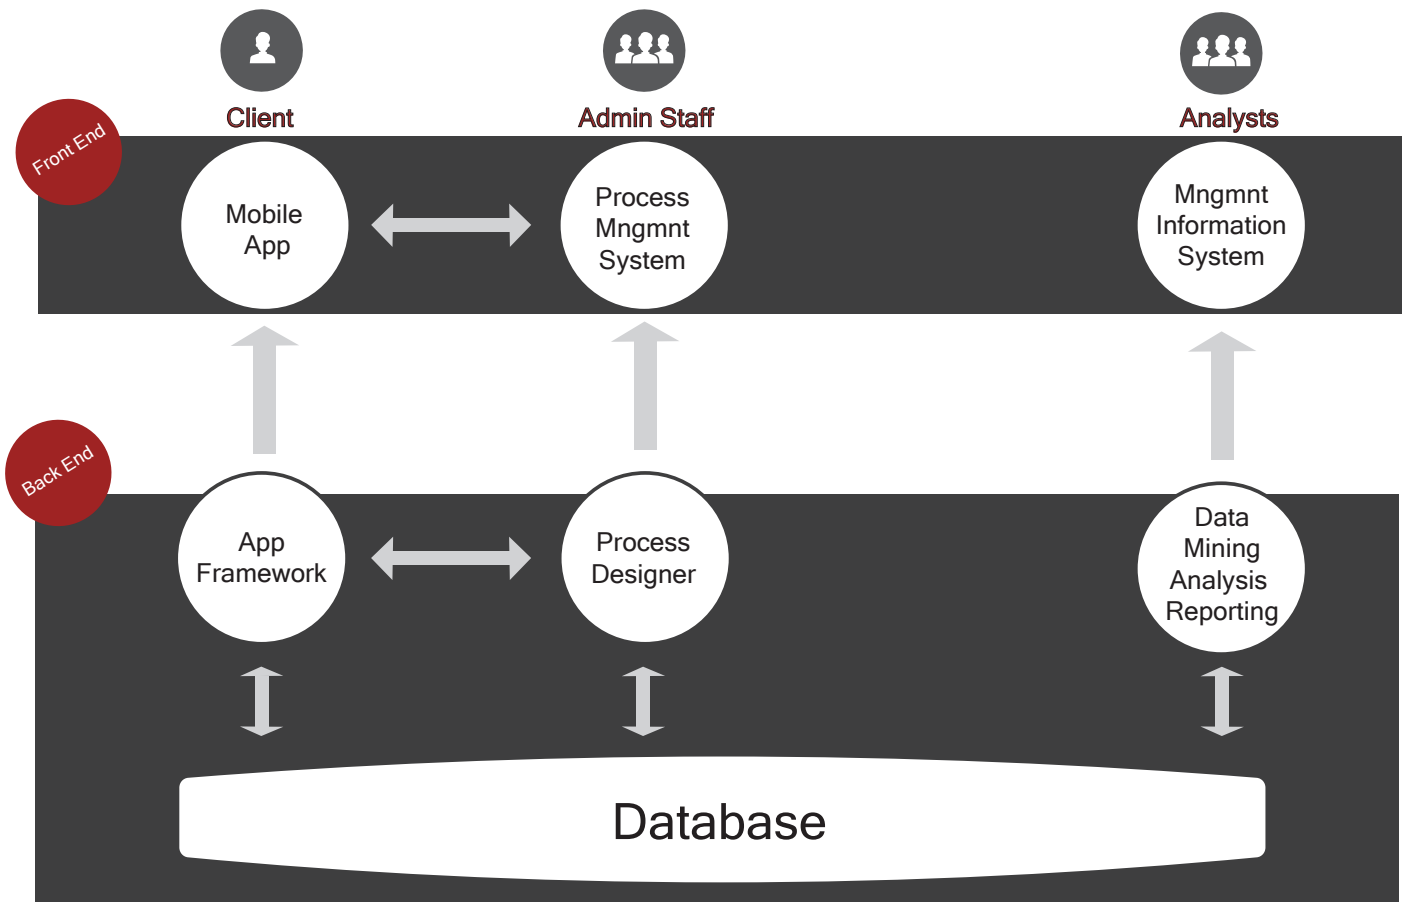 Client
Admin Staff
Analysts
Front End
Mobile
App
Process
Mngmnt
System
Mngmnt
Information
System
Back End
App
Framework
Process
Designer
Data
Mining
Analysis
Reporting
Database